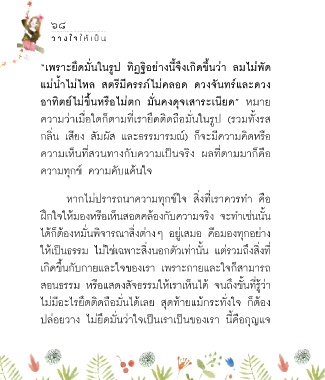 ๖๘
วางใจให้เป็น
“เพราะยึดมั่นในรูป ทิฏฐิอย่างนี้จึงเกิดขึ้นว่า ลมไม่พัด
แม่น้ำไม่ไหล สตรีมีครรภ์ไม่คลอด ดวงจันทร์และดวง
อาทิตย์ไม่ขึ้นหรือไม่ตก มั่นคงดุจเสาระเนียด” หมาย
ความว่าเมื่อใดก็ตามที่เรายึดติดถือมั่นในรูป (รวมทั้งรส
กลิ่น เสียง สัมผัส และธรรมารมณ์) ก็จะมีความคิดหรือ
ความเห็นที่สวนทางกับความเป็นจริง ผลที่ตามมาก็คือ
ความทุกข์ ความคับแค้นใจ
หากไม่ปรารถนาความทุกข์ใจ สิ่งที่เราควรทำ คือ
ฝึกใจให้มองหรือเห็นสอดคล้องกับความจริง จะทำเช่นนั้น
ได้ก็ต้องหมั่นพิจารณาสิ่งต่างๆ อยู่เสมอ คือมองทุกอย่าง
ให้เป็นธรรม ไม่ใช่เฉพาะสิ่งนอกตัวเท่านั้น แต่รวมถึงสิ่งที่
เกิดขึ้นกับกายและใจของเรา เพราะกายและใจก็สามารถ
สอนธรรม หรือแสดงสัจธรรมให้เราเห็นได้ จนถึงขั้นที่รู้ว่า
ไม่มีอะไรยึดติดถือมั่นได้เลย สุดท้ายแม้กระทั่งใจ ก็ต้อง
ปล่อยวาง ไม่ยึดมั่นว่าใจเป็นเราเป็นของเรา นี้คือกุญแจ